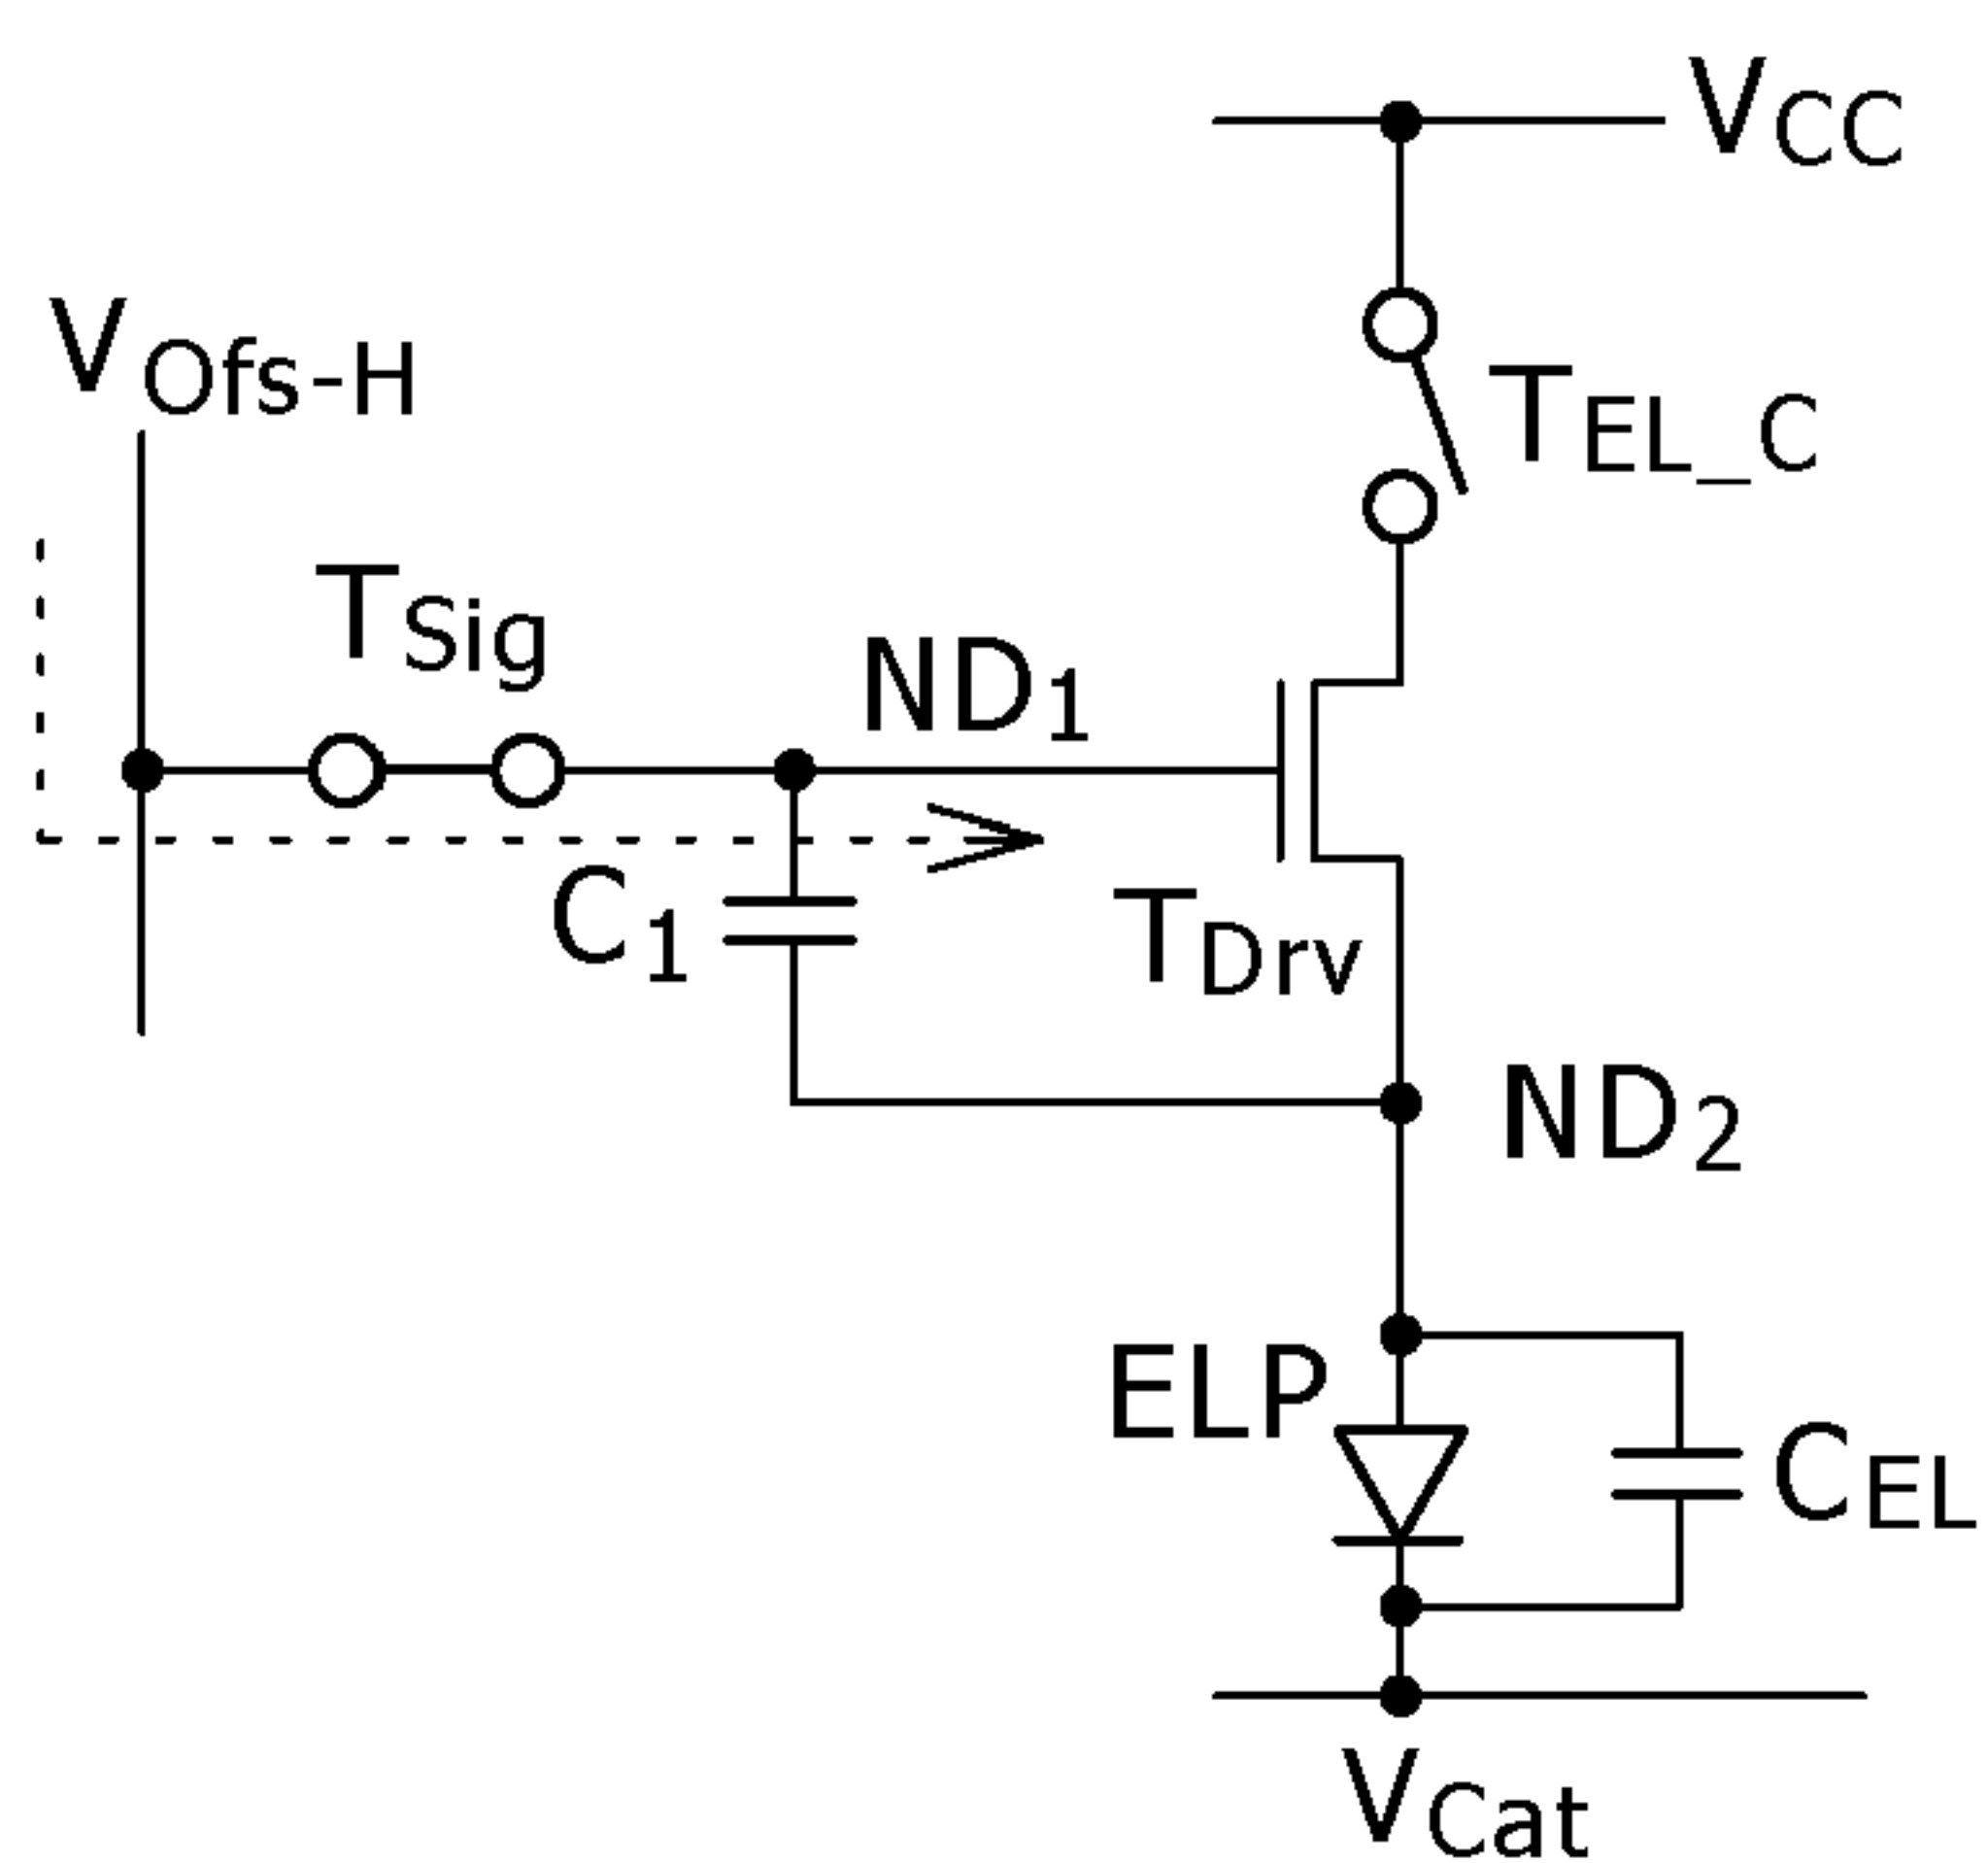 VCC
VOfs-H
TEL_C
TSig
ND1
C1
TDrv
ND2
ELP
CEL
VCat